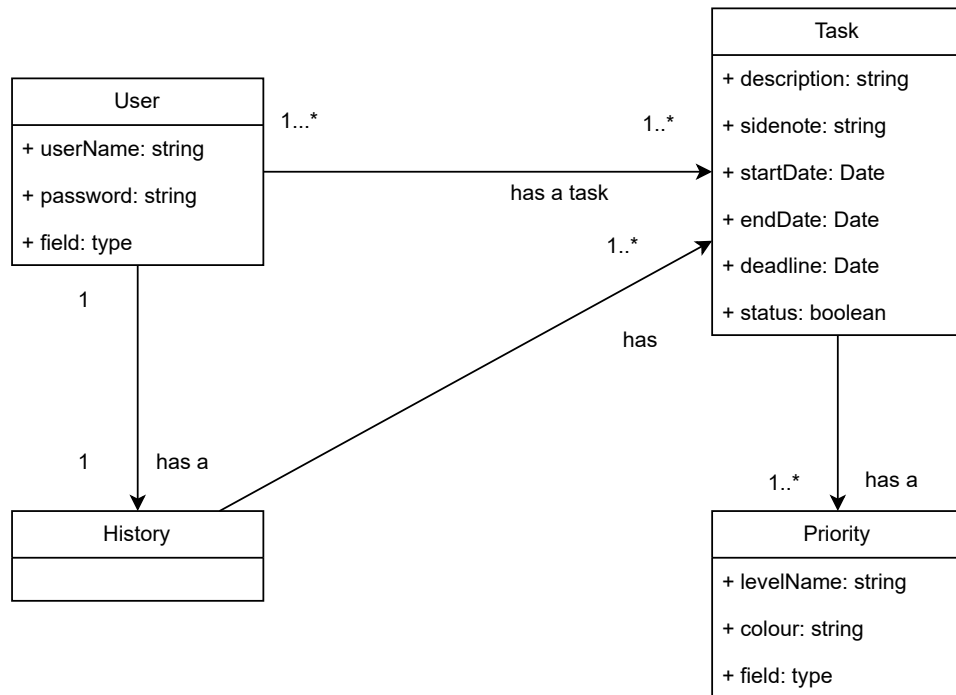 Task
+ description: string
+ sidenote: string
+ startDate: Date
+ endDate: Date
+ deadline: Date
+ status: boolean
User
+ userName: string
+ password: string
+ field: type
1...*
1..*
has a task
1..*
has
1
1
has a
History
1..*
has a
Priority
+ levelName: string
+ colour: string
+ field: type